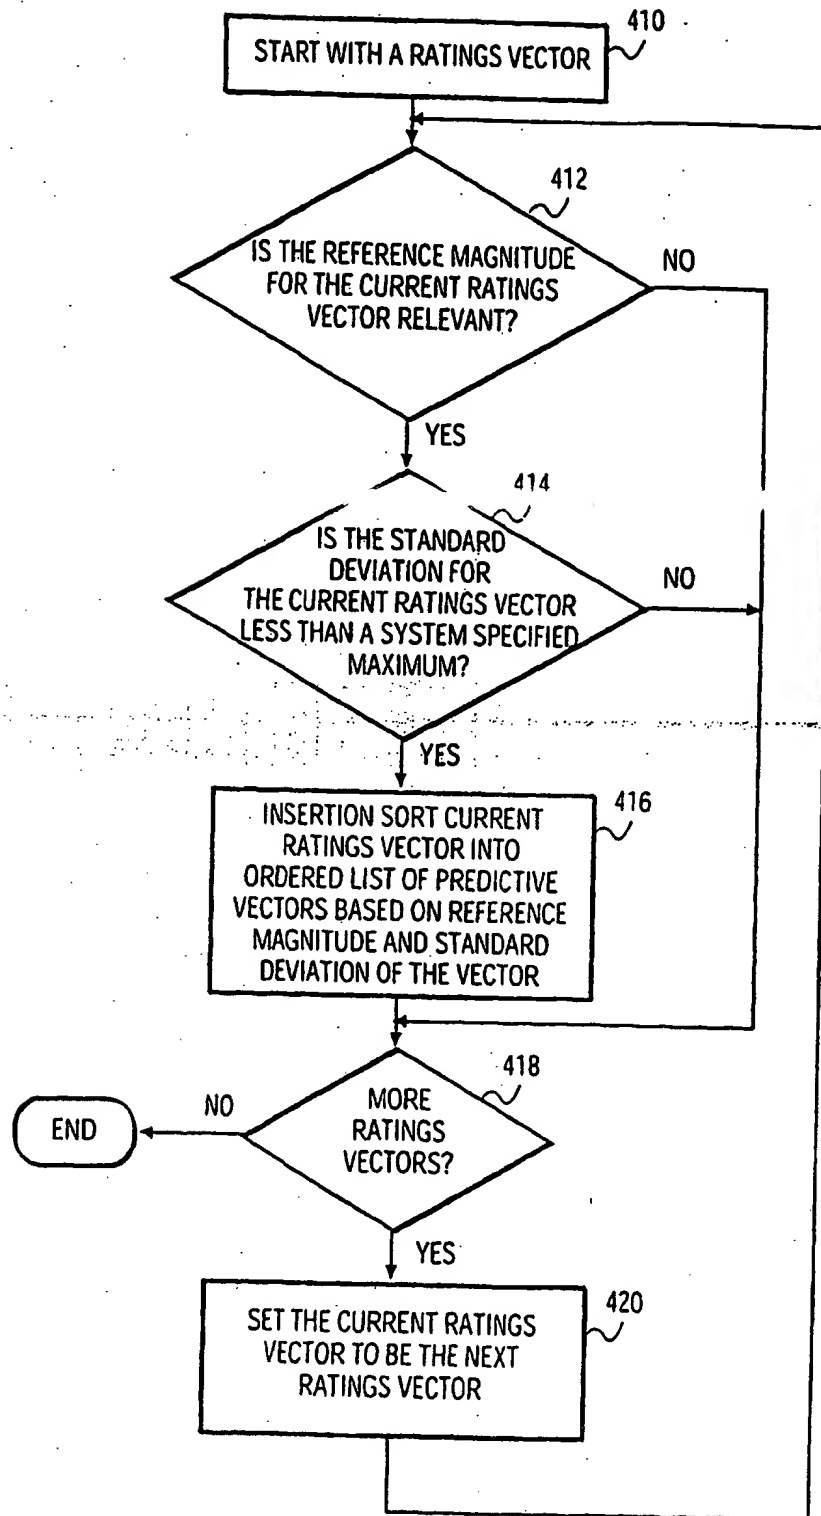 410
START WITH A RATINGS VECTOR
412
IS THE REFERENCE MAGNITUDE
FOR THE CURRENT RATINGS
VECTOR RELEVANT?
NO
YES
414
IS THE STANDARD
DEVIATION FOR
THE CURRENT RATINGS VECTOR
LESS THAN A SYSTEM SPECIFIED
MAXIMUM?
NO
YES
416
INSERTION SORT CURRENT
RATINGS VECTOR INTO
ORDERED LIST OF PREDICTIVE
VECTORS BASED ON REFERENCE
MAGNITUDE AND STANDARD
DEVIATION OF THE VECTOR
418
MORE
RATINGS
VECTORS?
NO
END
YES
420
SET THE CURRENT RATINGS
VECTOR TO BE THE NEXT
RATINGS VECTOR